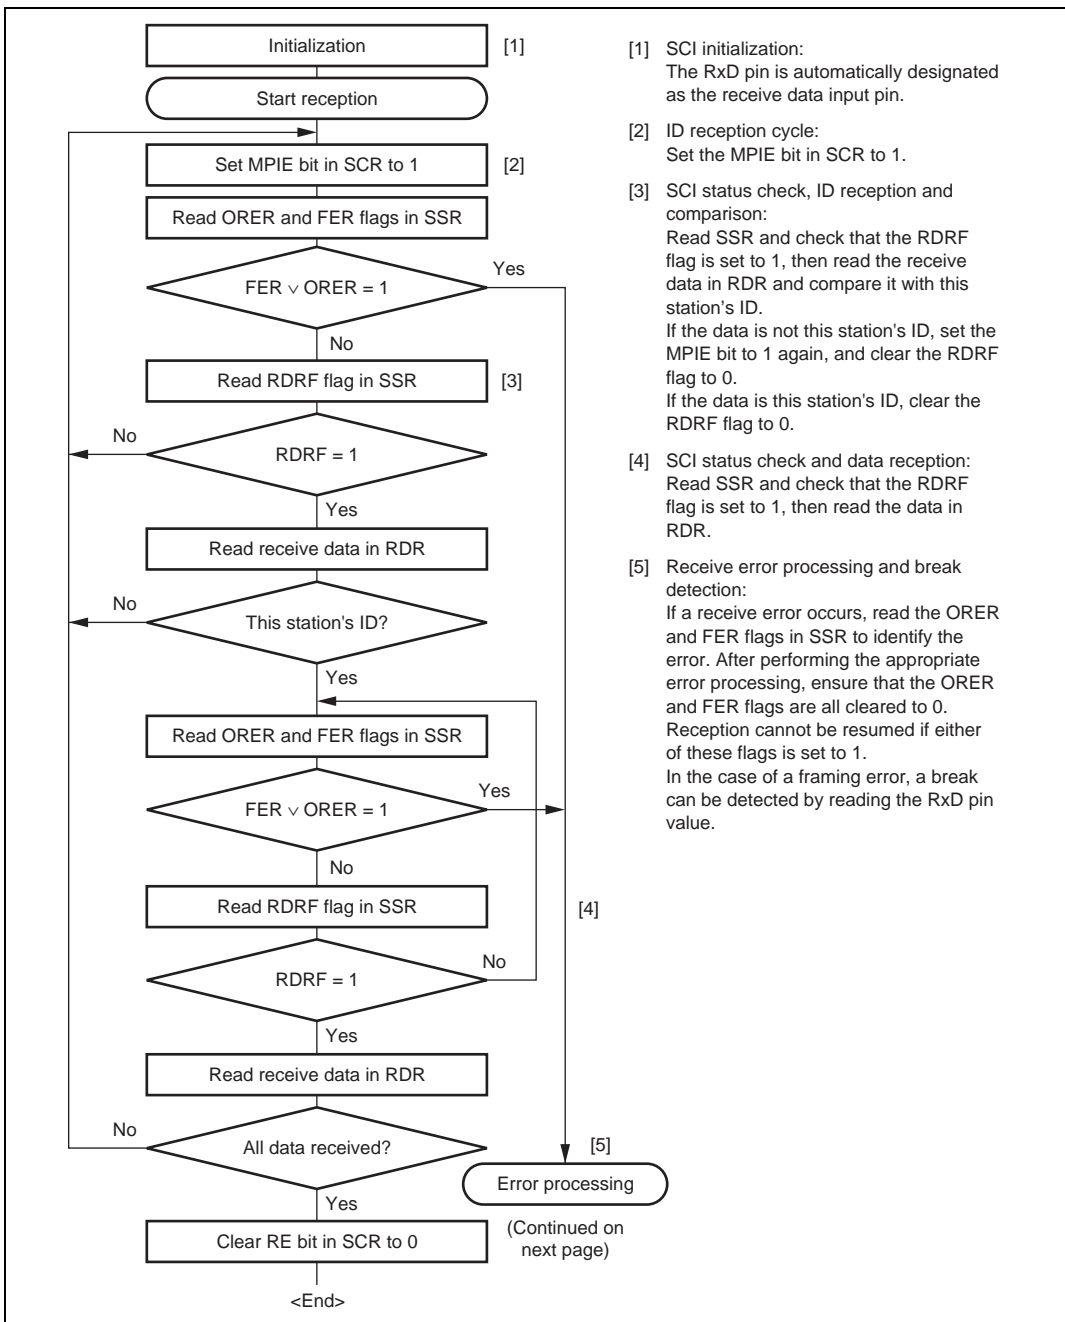 Initialization
[1]
Start reception
Set MPIE bit in SCR to 1
[2]
Read ORER and FER flags in SSR
FER ∨ ORER = 1
Yes
No
Read RDRF flag in SSR
[3]
No
RDRF = 1
Yes
Read receive data in RDR
No
This station's ID?
Yes
Read ORER and FER flags in SSR
Yes
FER ∨ ORER = 1
No
Read RDRF flag in SSR
[4]
No
RDRF = 1
Yes
Read receive data in RDR
No
All data received?
[5]
Error processing
Yes
(Continued on
next page)
Clear RE bit in SCR to 0
<End>
[1] SCI initialization:
The RxD pin is automatically designated
as the receive data input pin.
[2] ID reception cycle:
Set the MPIE bit in SCR to 1.
[3] SCI status check, ID reception and
comparison:
Read SSR and check that the RDRF
flag is set to 1, then read the receive
data in RDR and compare it with this
station's ID.
If the data is not this station's ID, set the
MPIE bit to 1 again, and clear the RDRF
flag to 0.
If the data is this station's ID, clear the
RDRF flag to 0.
[4] SCI status check and data reception:
Read SSR and check that the RDRF
flag is set to 1, then read the data in
RDR.
[5] Receive error processing and break
detection:
If a receive error occurs, read the ORER
and FER flags in SSR to identify the
error. After performing the appropriate
error processing, ensure that the ORER
and FER flags are all cleared to 0.
Reception cannot be resumed if either
of these flags is set to 1.
In the case of a framing error, a break
can be detected by reading the RxD pin
value.